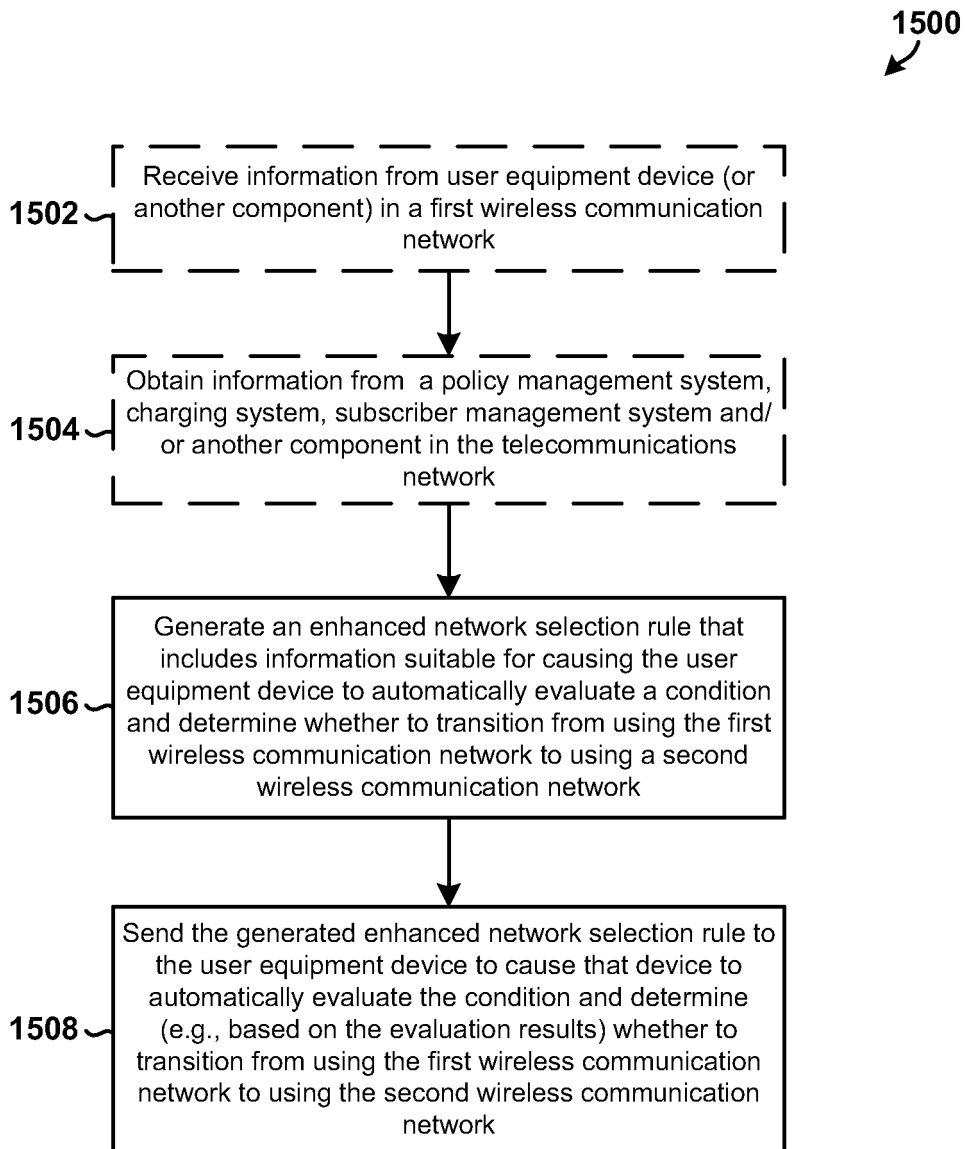 1500
Receive information from user equipment device (or
another component) in a first wireless communication
network
1502
Obtain information from a policy management system,
charging system, subscriber management system and/
or another component in the telecommunications
network
1504
Generate an enhanced network selection rule that
includes information suitable for causing the user
equipment device to automatically evaluate a condition
and determine whether to transition from using the first
wireless communication network to using a second
wireless communication network
1506
Send the generated enhanced network selection rule to
the user equipment device to cause that device to
automatically evaluate the condition and determine
(e.g., based on the evaluation results) whether to
transition from using the first wireless communication
network to using the second wireless communication
network
1508